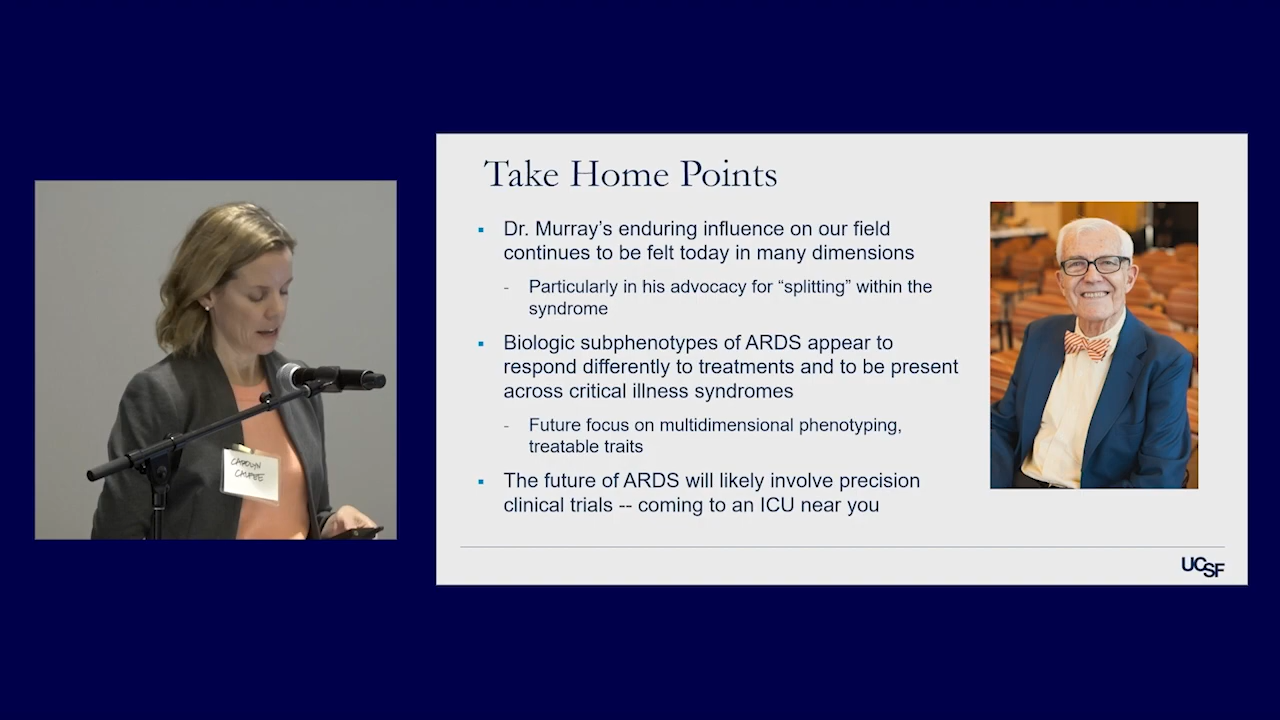 Take Home Points
▪ Dr. Murray's enduring influence on our field
continues to be felt today in many dimensions
- Particularly in his advocacy for “splitting” within the
syndrome
▪ Biologic subphenotypes of ARDS appear to
respond differently to treatments and to be present
across critical illness syndromes
- Future focus on multidimensional phenotyping,
treatable traits
▪ The future of ARDS will likely involve precision
clinical trials -- coming to an ICU near you
UCSF
CAROLYN
CALFEE